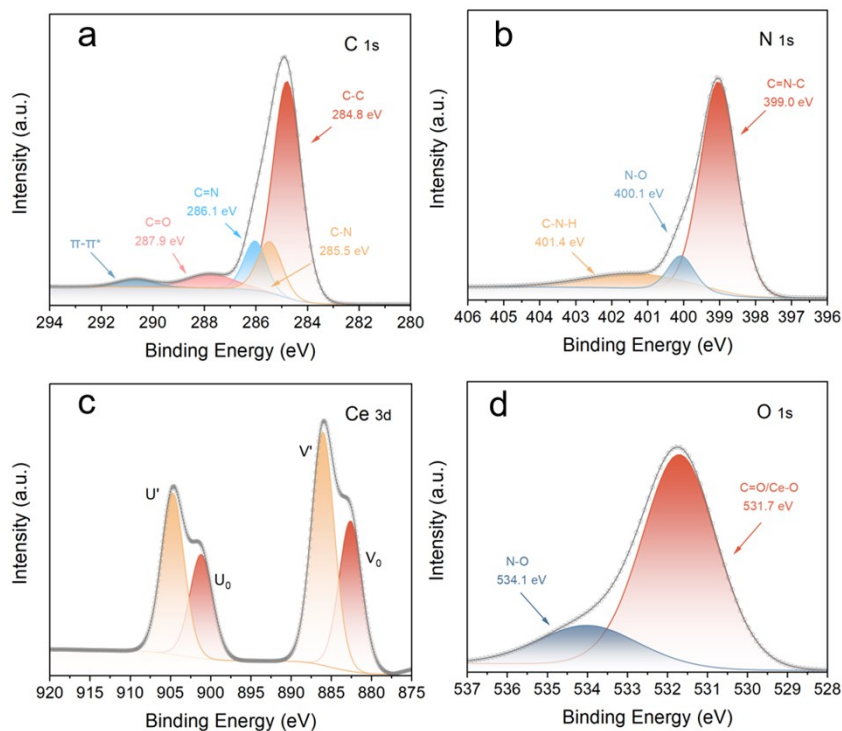 a
C 1s
C-C
284.8 eV
C=N
286.1 eV
C=O
287.9 eV
C-N
285.5 eV
π-π*
Intensity (a.u.)
294 292 290 288 286 284 282 280
Binding Energy (eV)
b
N 1s
C=N-C
399.0 eV
N-O
400.1 eV
C-N-H
401.4 eV
Intensity (a.u.)
406 405 404 403 402 401 400 399 398 397 396
Binding Energy (eV)
c
Ce 3d
V'
U'
U0
V0
Intensity (a.u.)
920 915 910 905 900 895 890 885 880 875
Binding Energy (eV)
d
O 1s
C=O/Ce-O
531.7 eV
N-O
534.1 eV
Intensity (a.u.)
537 536 535 534 533 532 531 530 529 528
Binding Energy (eV)